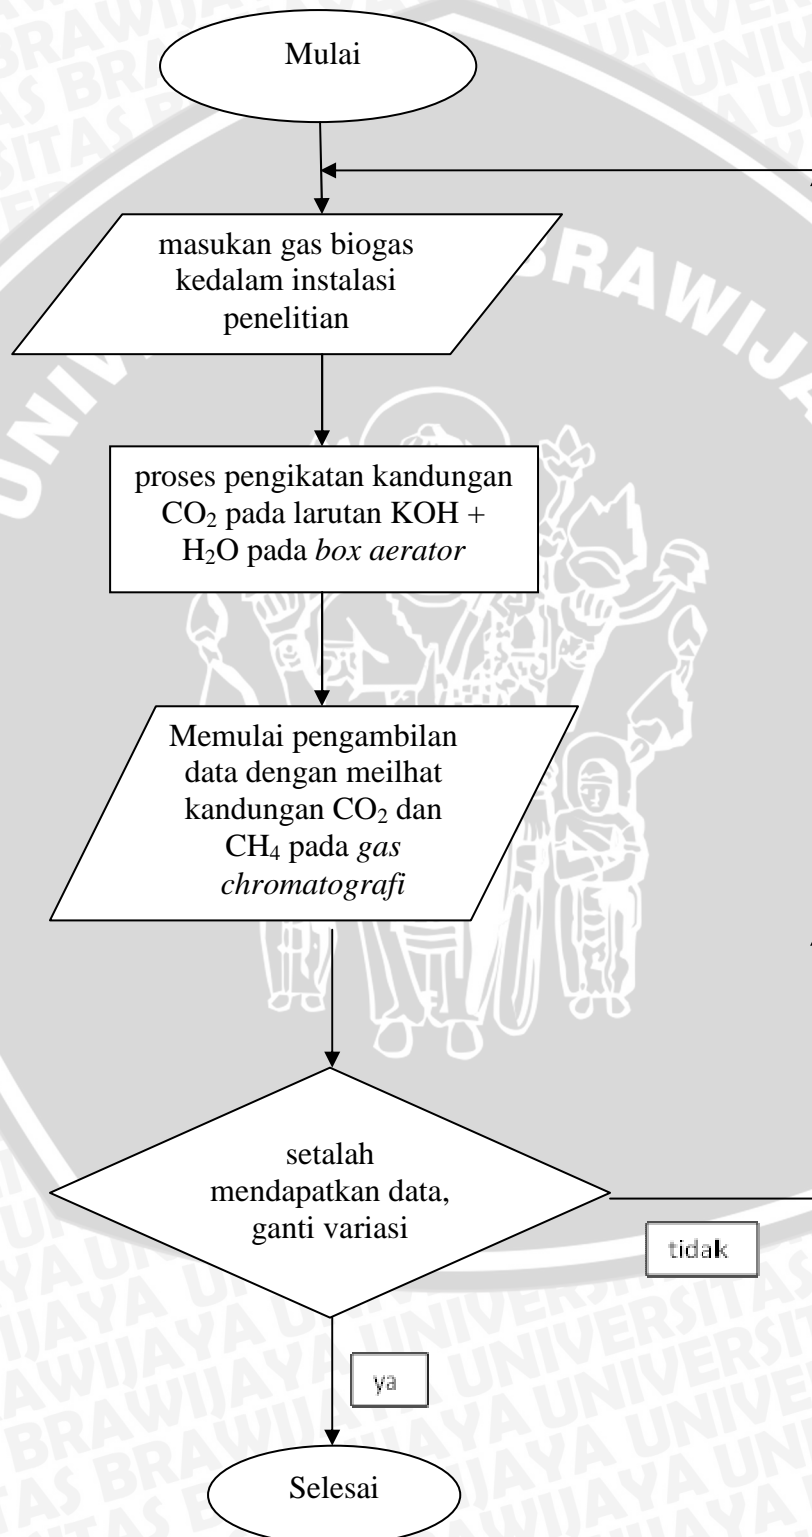 Mulai
masukan gas biogas
kedalam instalasi
penelitian
proses pengikatan kandungan
CO₂ pada larutan KOH +
H₂O pada box aerator
Memulai pengambilan
data dengan meilhat
kandungan CO₂ dan
CH₄ pada gas
chromatografi
setalah
mendapatkan data,
ganti variasi
tidak
ya
Selesai